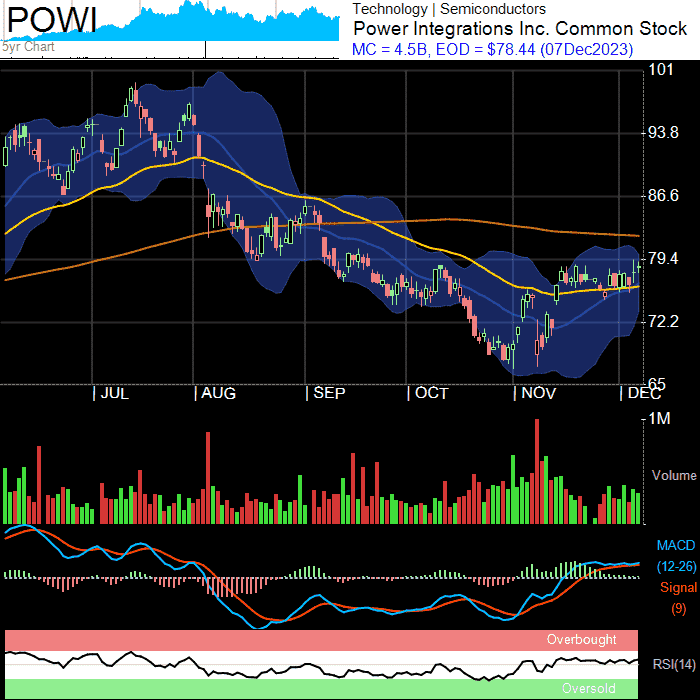 POWI
5yr Chart
Technology | Semiconductors
Power Integrations Inc. Common Stock
MC = 4.5B, EOD = $78.44 (07Dec2023)
101
93.8
86.6
79.4
72.2
65
| JUL | AUG | SEP | OCT | NOV | DEC
1M
Volume
MACD
(12-26)
Signal
(9)
Overbought
RSI(14)
Oversold